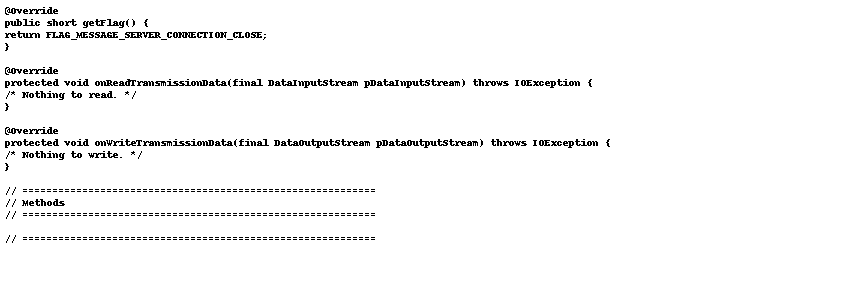 @Override
public short getFlag() {
return FLAG_MESSAGE_SERVER_CONNECTION_CLOSE;
}
@Override
protected void onReadTransmissionData(final DataInputStream pDataInputStream) throws IOException {
/* Nothing to read. */
}
@Override
protected void onWriteTransmissionData(final DataOutputStream pDataOutputStream) throws IOException {
/* Nothing to write. */
}
// ===========================================================
// Methods
// ===========================================================
// ===========================================================